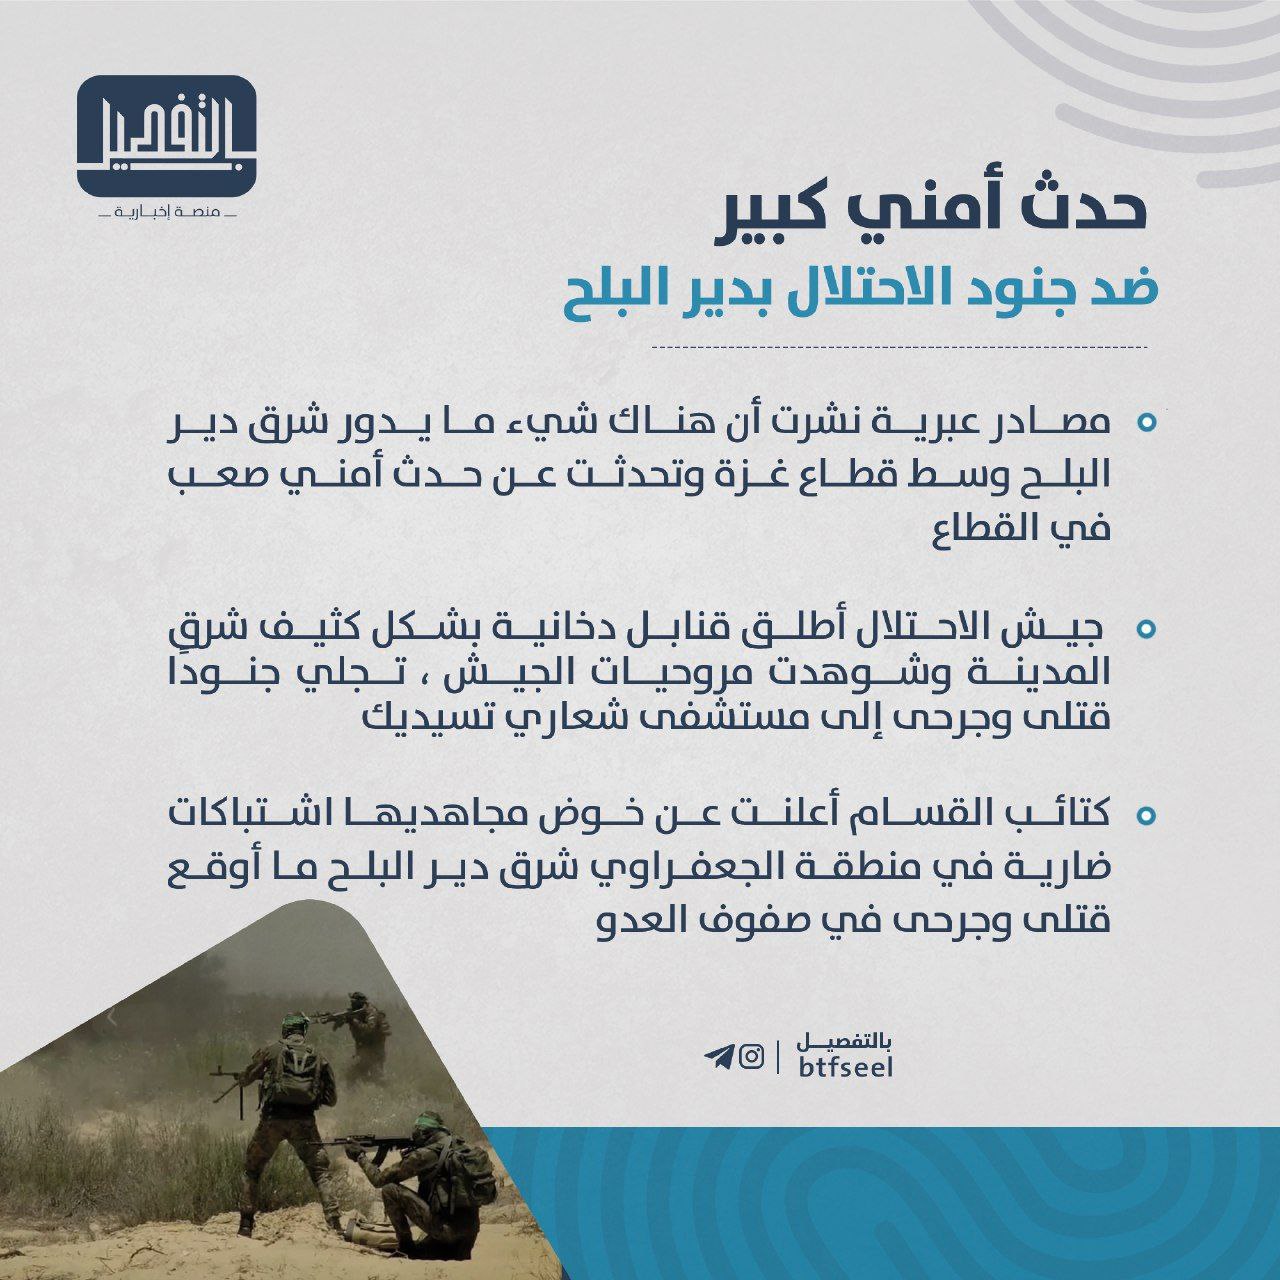 بالتفصيل
منصة إخبارية
حدث أمني كبير
ضد جنود الاحتلال بدير البلح
مصادر عبرية نشرت أن هناك شيء ما يدور شرق دير
البلح وسط قطاع غزة وتحدثت عن حدث أمني صعب
في القطاع
جيش الاحتلال أطلق قنابل دخانية بشكل كثيف شرقِ
المدينة وشوهدت مروحيات الجيش ، تجلي جنودًا
قتلى وجرحى إلى مستشفى شعاري تسيديك
كتائب القسام أعلنت عن خوض مجاهديها اشتباكات
ضارية في منطقة الجعفراوي شرق دير البلح ما أوقع
قتلى وجرحى في صفوف العدو
بالتفصيل
btfseel